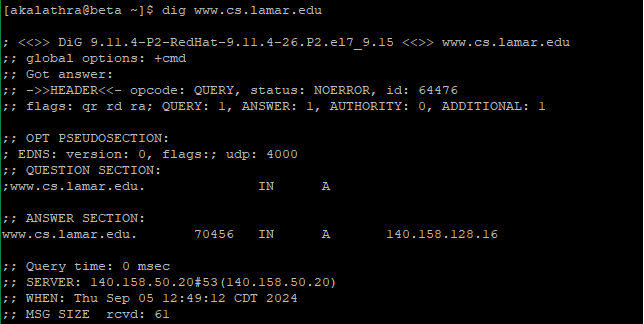 [akalathra@beta ~]$ dig www.cs.lamar.edu
; <<>> DiG 9.11.4-P2-RedHat-9.11.4-26.P2.el7_9.15 <<>> www.cs.lamar.edu
;; global options: +cmd
;; Got answer:
;; ->>HEADER<<- opcode: QUERY, status: NOERROR, id: 64476
;; flags: qr rd ra; QUERY: 1, ANSWER: 1, AUTHORITY: 0, ADDITIONAL: 1
;; OPT PSEUDOSECTION:
; EDNS: version: 0, flags:; udp: 4000
;; QUESTION SECTION:
;www.cs.lamar.edu. IN A
;; ANSWER SECTION:
www.cs.lamar.edu. 70456 IN A 140.158.128.16
;; Query time: 0 msec
;; SERVER: 140.158.50.20#53(140.158.50.20)
;; WHEN: Thu Sep 05 12:49:12 CDT 2024
;; MSG SIZE rcvd: 61